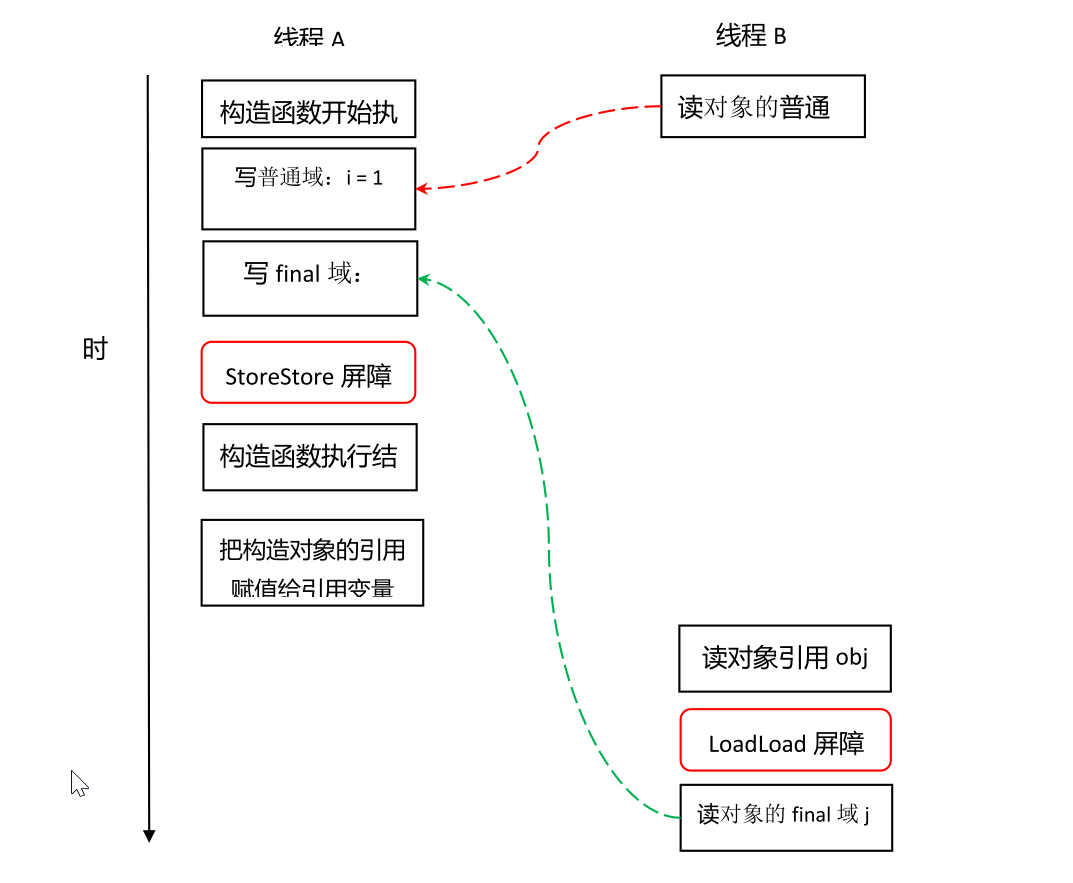 线程 A
线程 B
构造函数开始执
读对象的普通
写普通域：i = 1
写 final 域：
时
StoreStore 屏障
构造函数执行结
把构造对象的引用
赋值给引用变量
读对象引用 obj
LoadLoad 屏障
读对象的 final 域 j